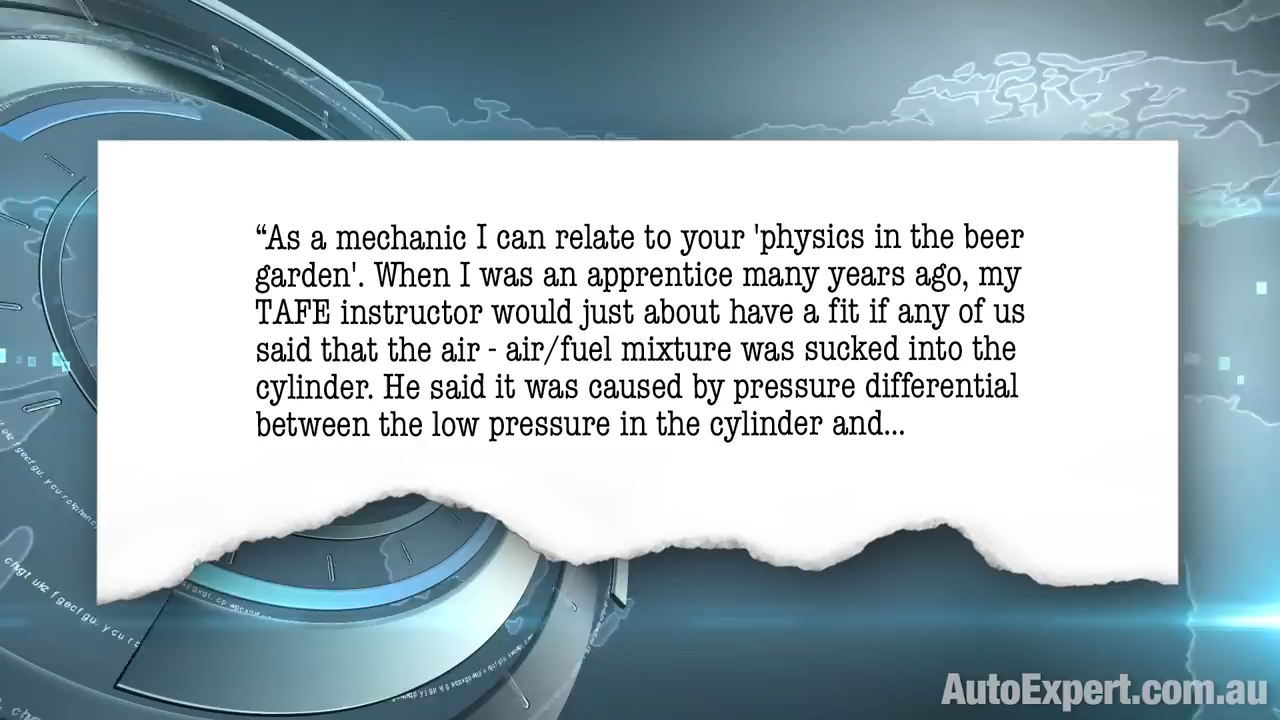 “As a mechanic I can relate to your 'physics in the beer
garden'. When I was an apprentice many years ago, my
TAFE instructor would just about have a fit if any of us
said that the air - air/fuel mixture was sucked into the
cylinder. He said it was caused by pressure differential
between the low pressure in the cylinder and...
AutoExpert.com.au